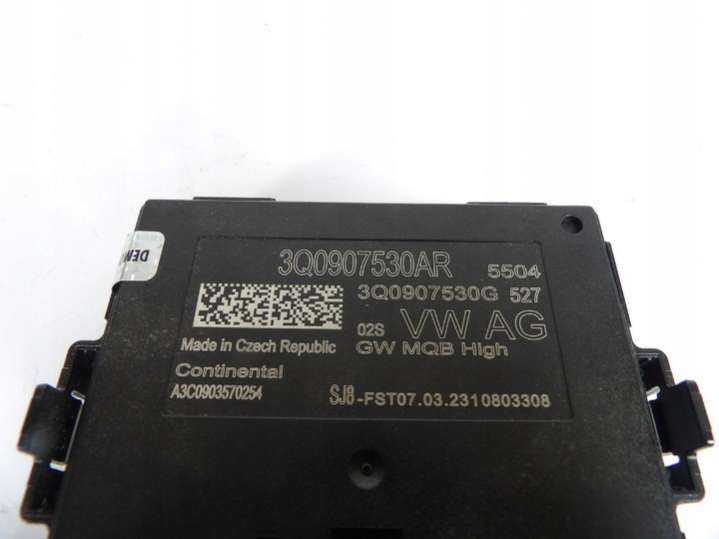 3Q0907530AR 5504
3Q0907530G 527
02S VW AG
Made in Czech Republic GW MQB High
Continental
A3C0903570254 SJ8-FST07.03.2310803308